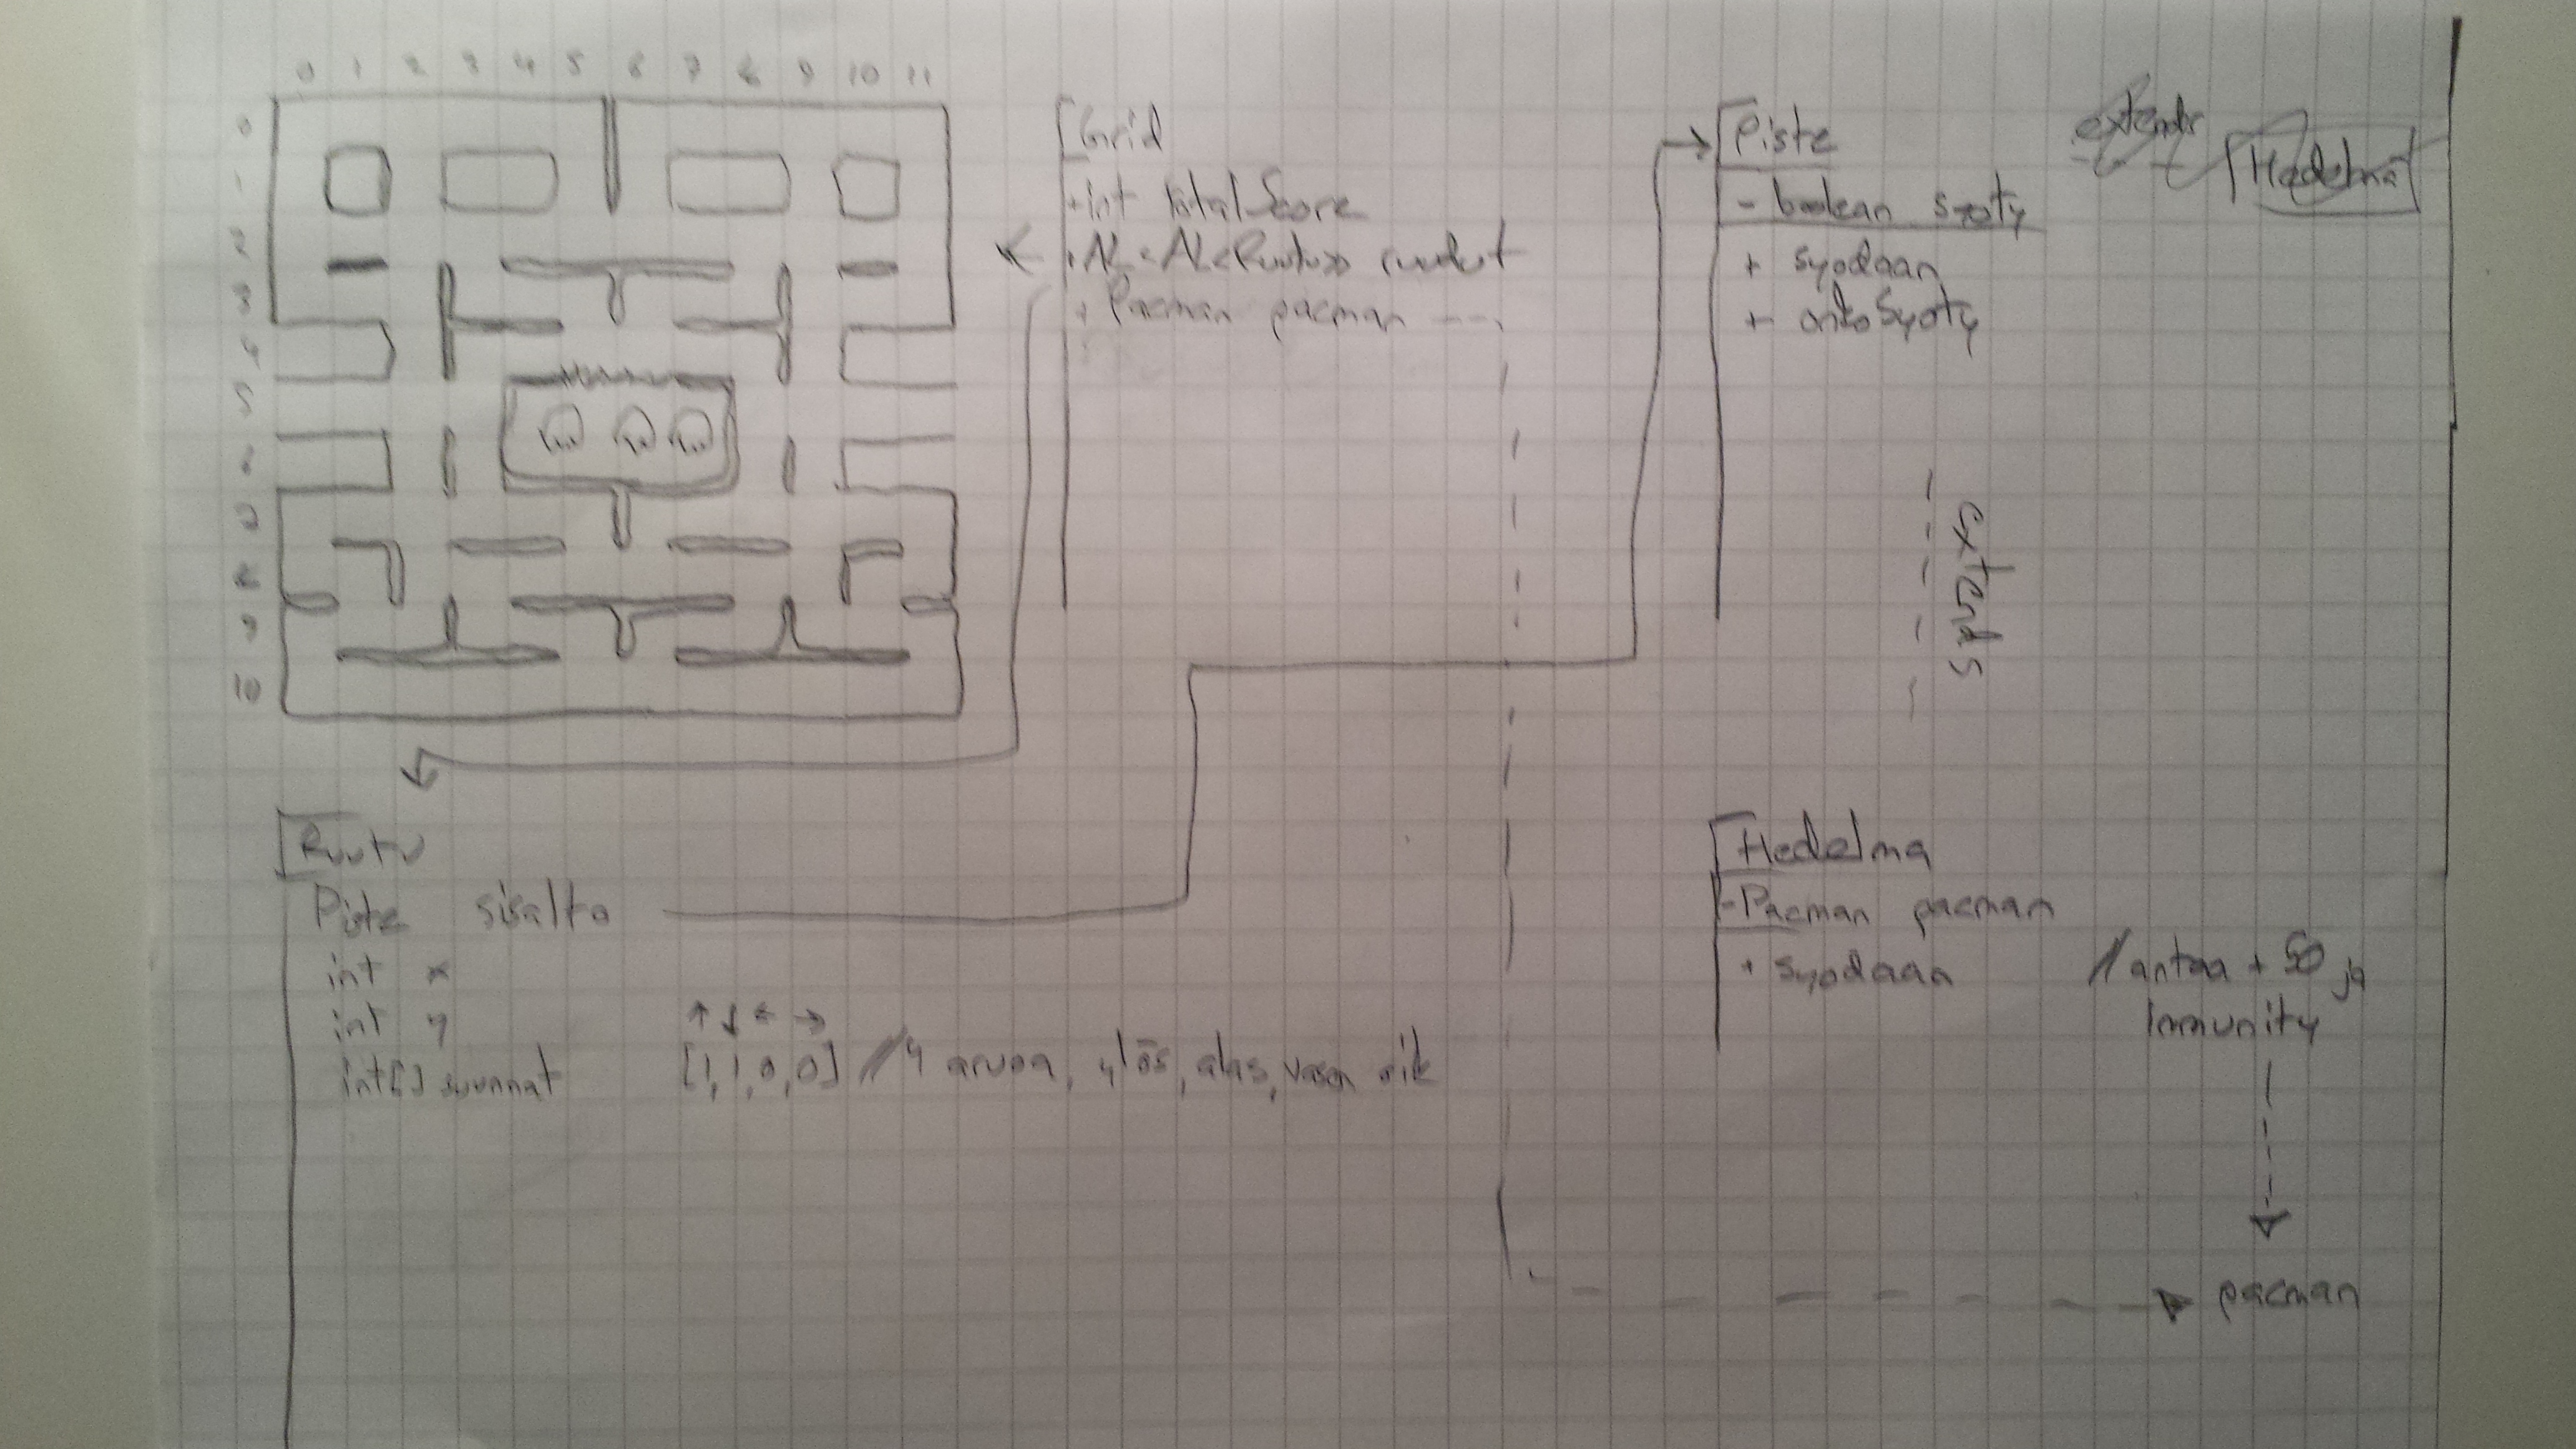 0 1 2 3 4 5 6 7 8 9 10 11
0
1
2
3
4
5
6
7
8
9
10
Grid
+int totalScore
+AL<AL<Ruutu>> ruudut
+ Pacman pacman
Piste
- boolean syoty
+ syodaan
+ onkoSyoty
extends
Hedelma
extends
Ruutu
Piste sisalto
int x
int y
int[] suunnat
↑ ↓ ← →
[1,1,0,0] // 4 arvoa, ylös, alas, vasen oik
Hedelma
-Pacman pacman
+ syodaan
// antaa + 50 ja
Immunity
pacman